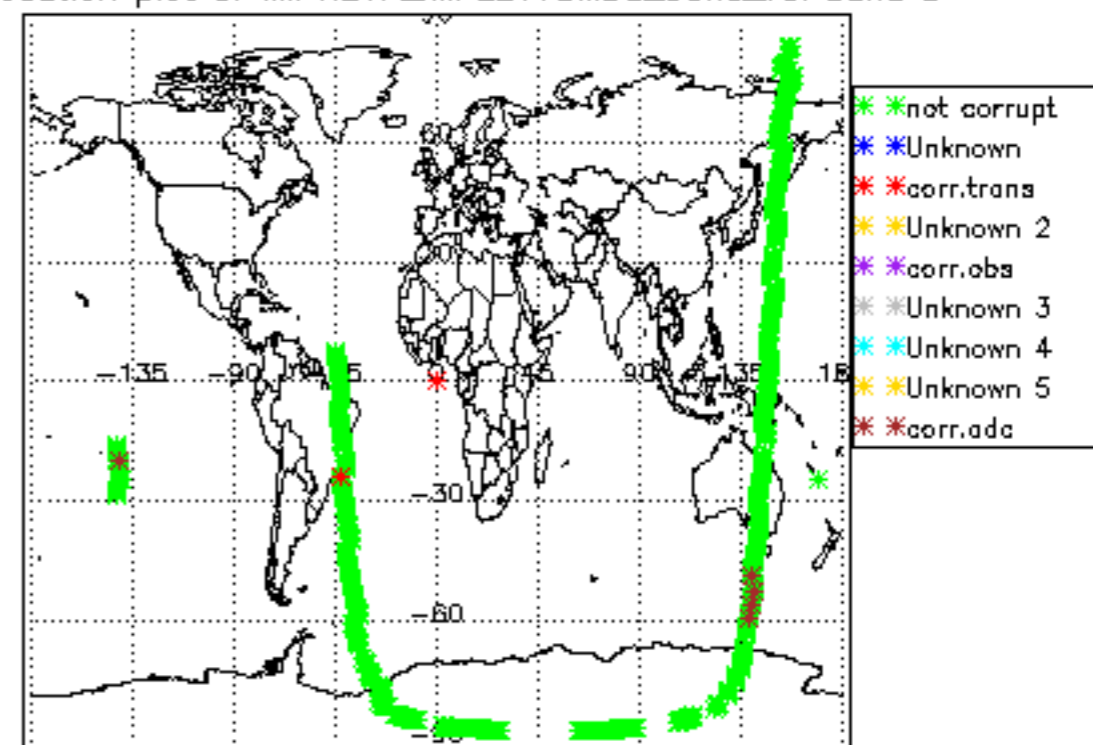 not corrupt
Unknown
corr.trans
Unknown 2
corr.obs
Unknown 3
Unknown 4
Unknown 5
corr.adc
60
-135 -90 45 90 135
-30
-60